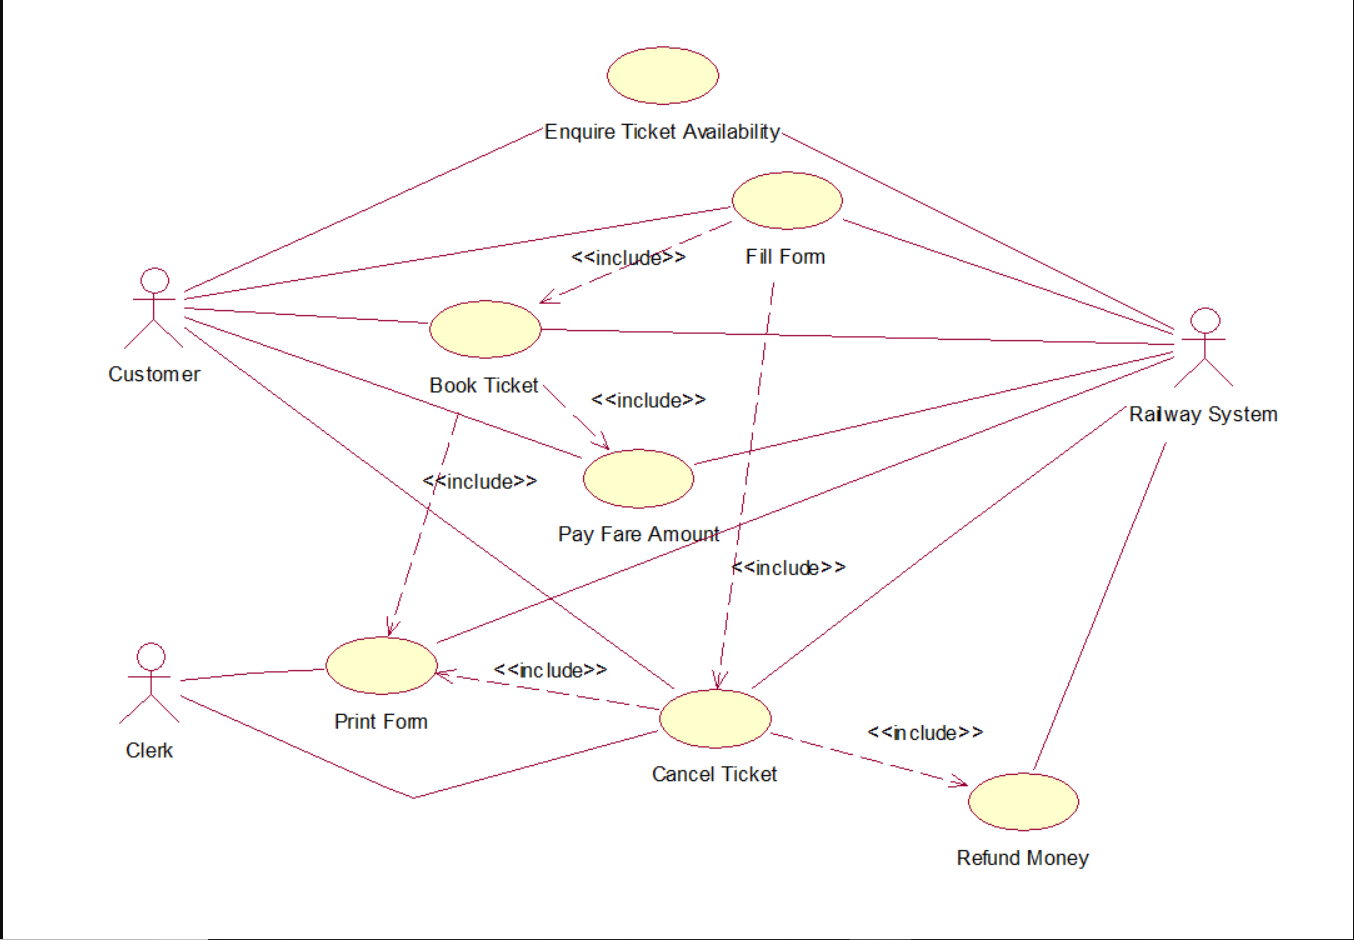 Enquire Ticket Availability
<<include>>
Fill Form
Customer
Book Ticket
<<include>>
Railway System
<<include>>
Pay Fare Amount
<<include>>
<<include>>
Print Form
<<include>>
Clerk
Cancel Ticket
Refund Money